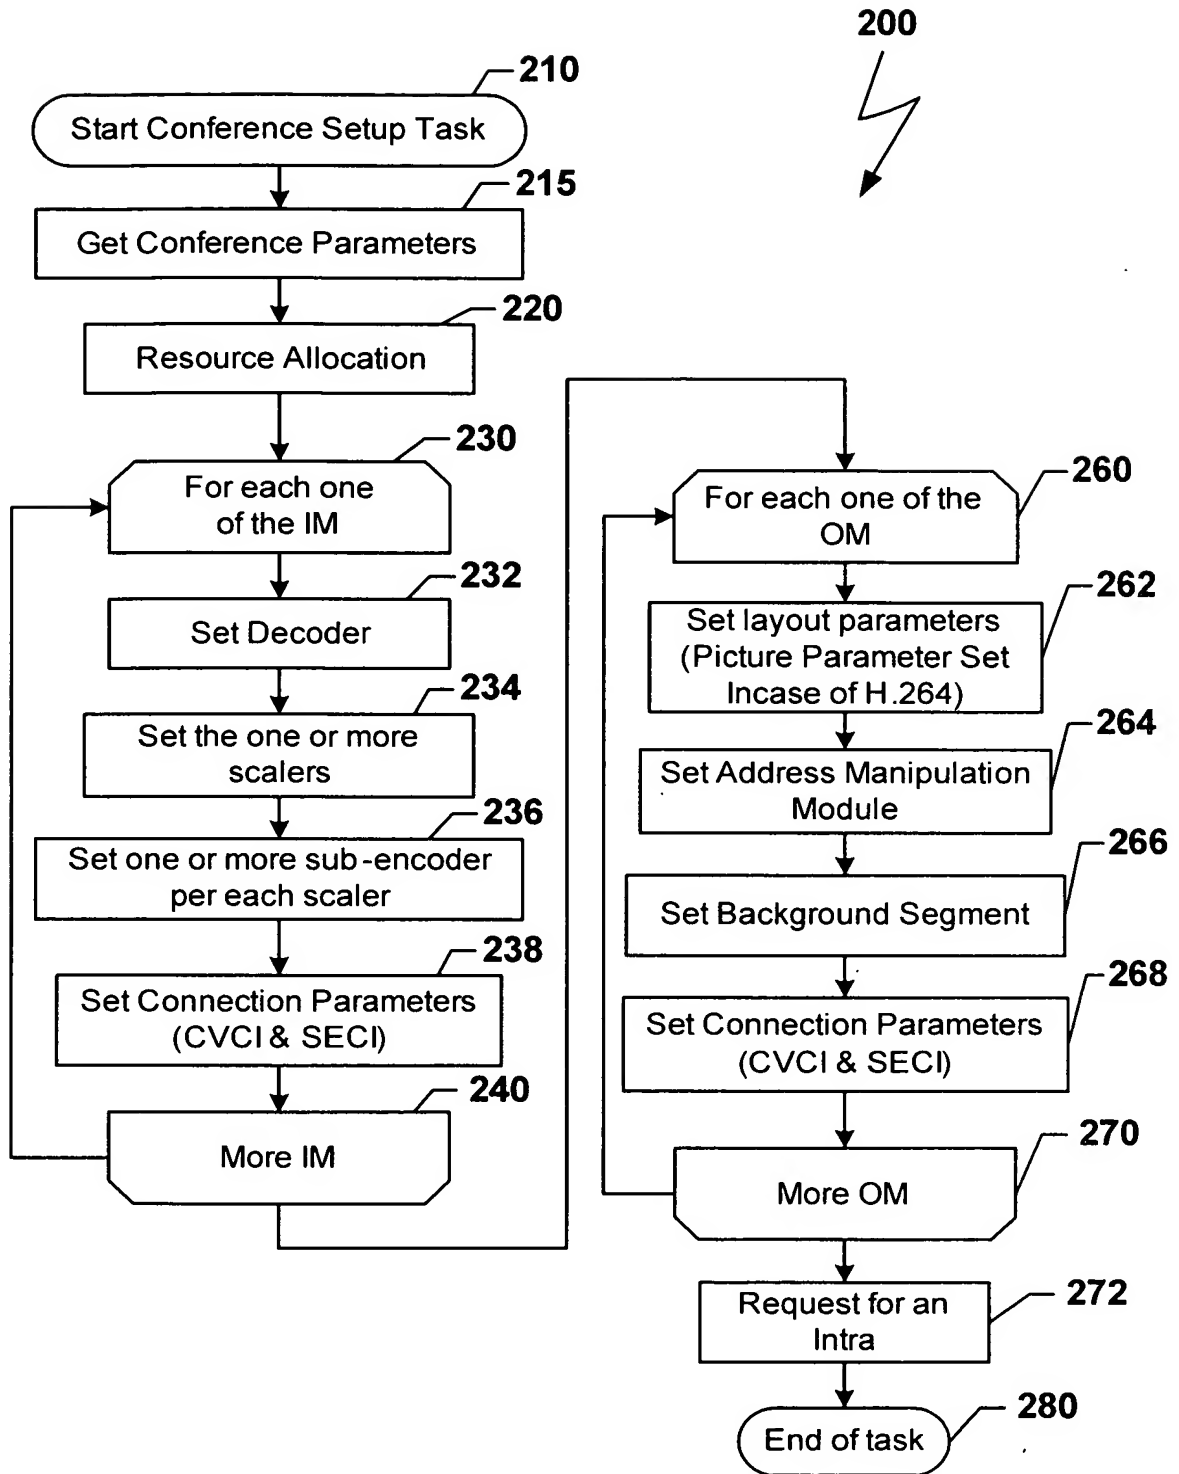 200
210
Start Conference Setup Task
215
Get Conference Parameters
220
Resource Allocation
230
For each one
of the IM
232
Set Decoder
234
Set the one or more
scalers
236
Set one or more sub-encoder
per each scaler
238
Set Connection Parameters
(CVCI & SECI)
240
More IM
260
For each one of the
OM
262
Set layout parameters
(Picture Parameter Set
Incase of H.264)
264
Set Address Manipulation
Module
266
Set Background Segment
268
Set Connection Parameters
(CVCI & SECI)
270
More OM
272
Request for an
Intra
280
End of task